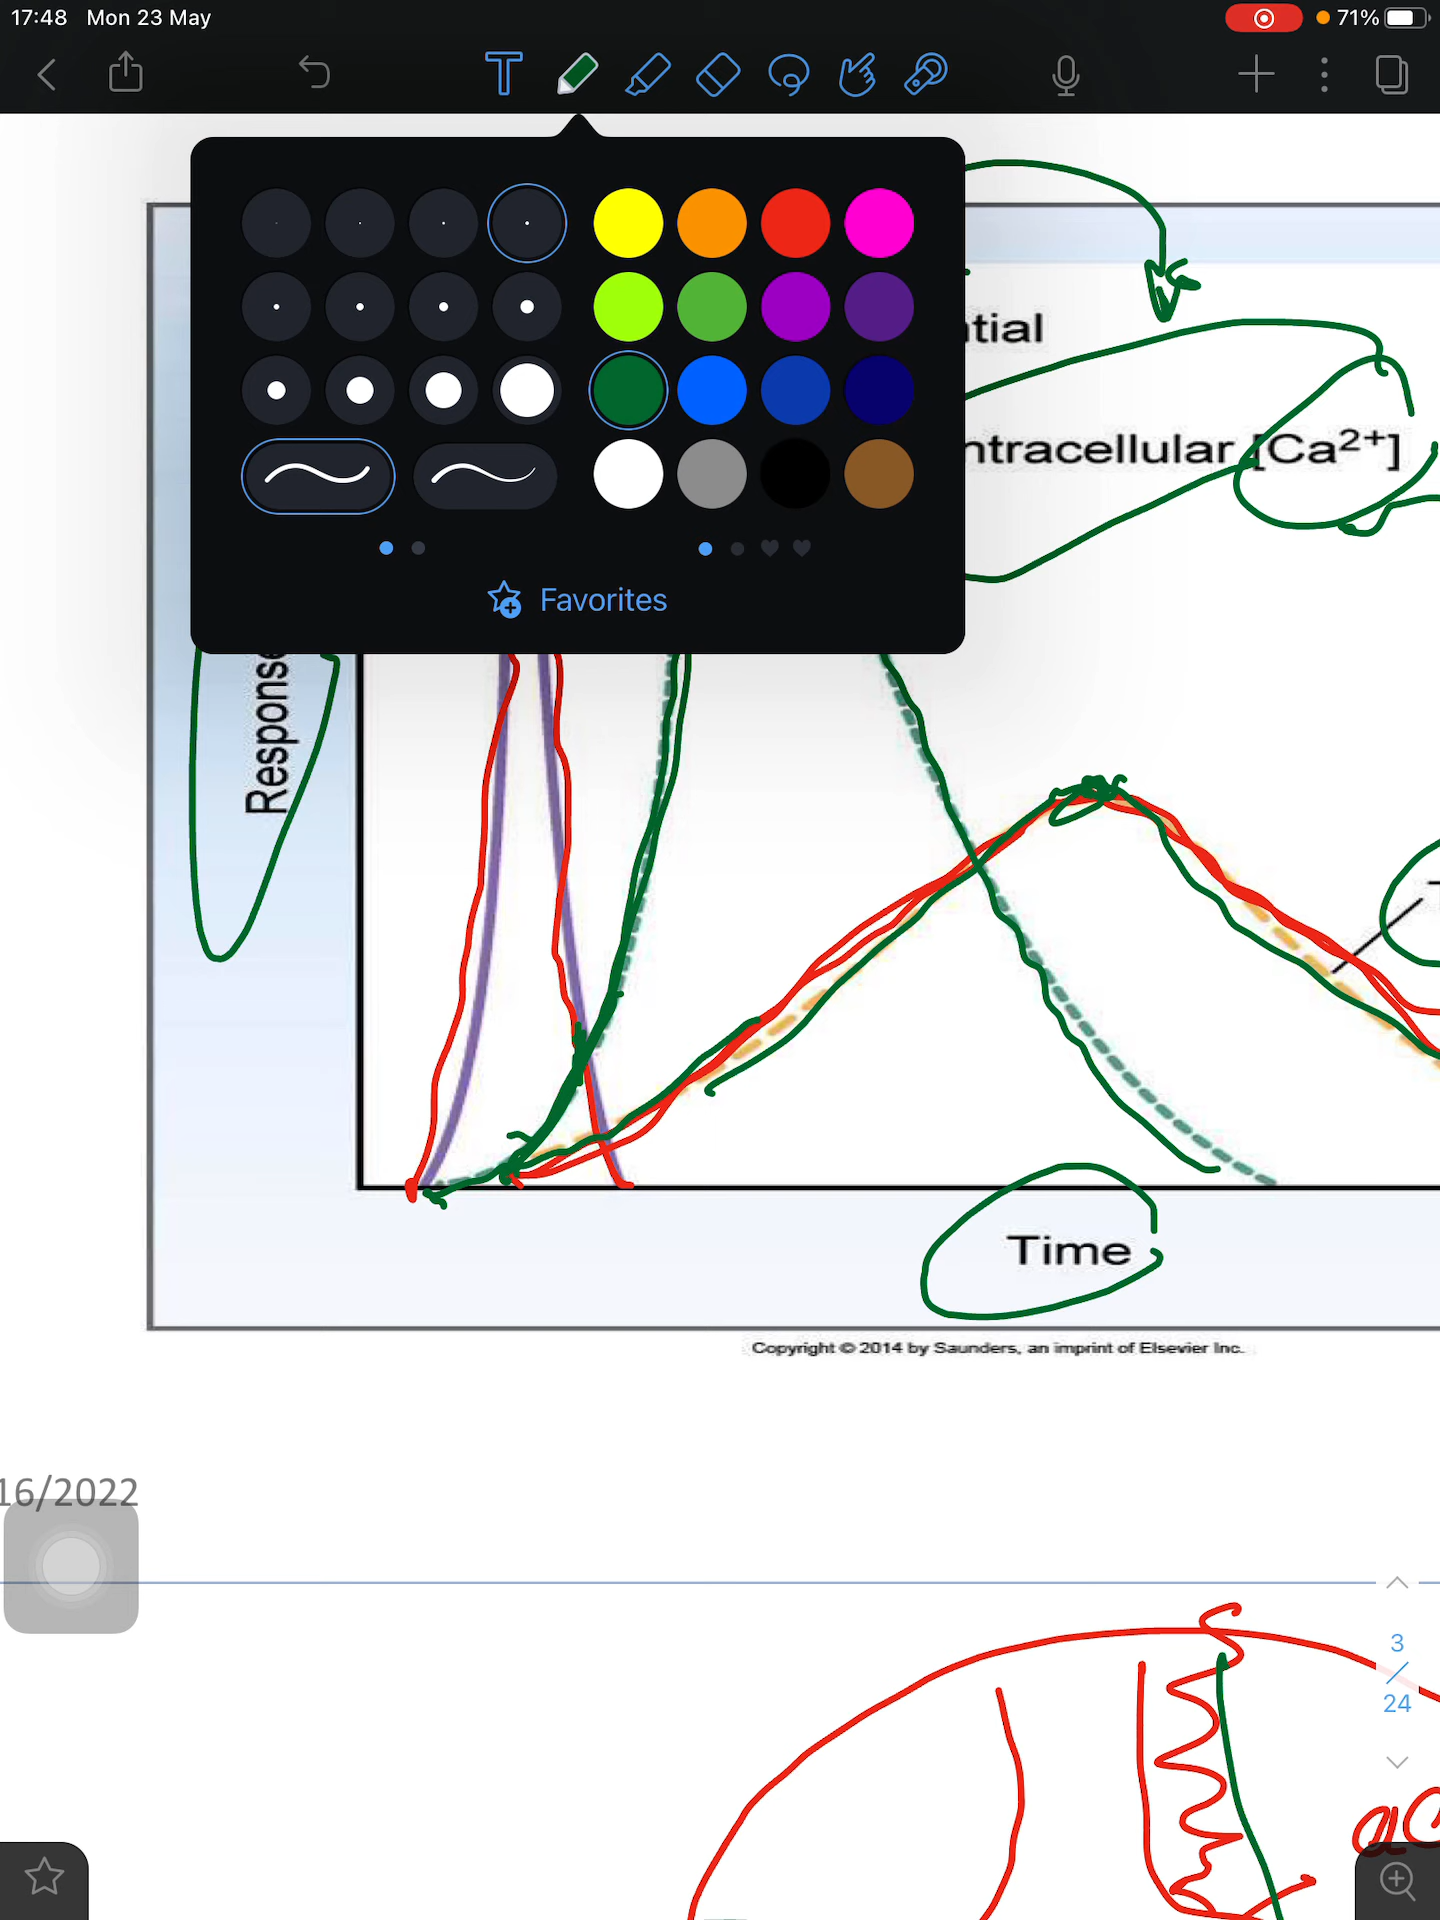 17:48 Mon 23 May
71%
T
Favorites
ntial
ntracellular [Ca²⁺]
Response
T
Time
Copyright © 2014 by Saunders, an imprint of Elsevier Inc.
16/2022
3
24